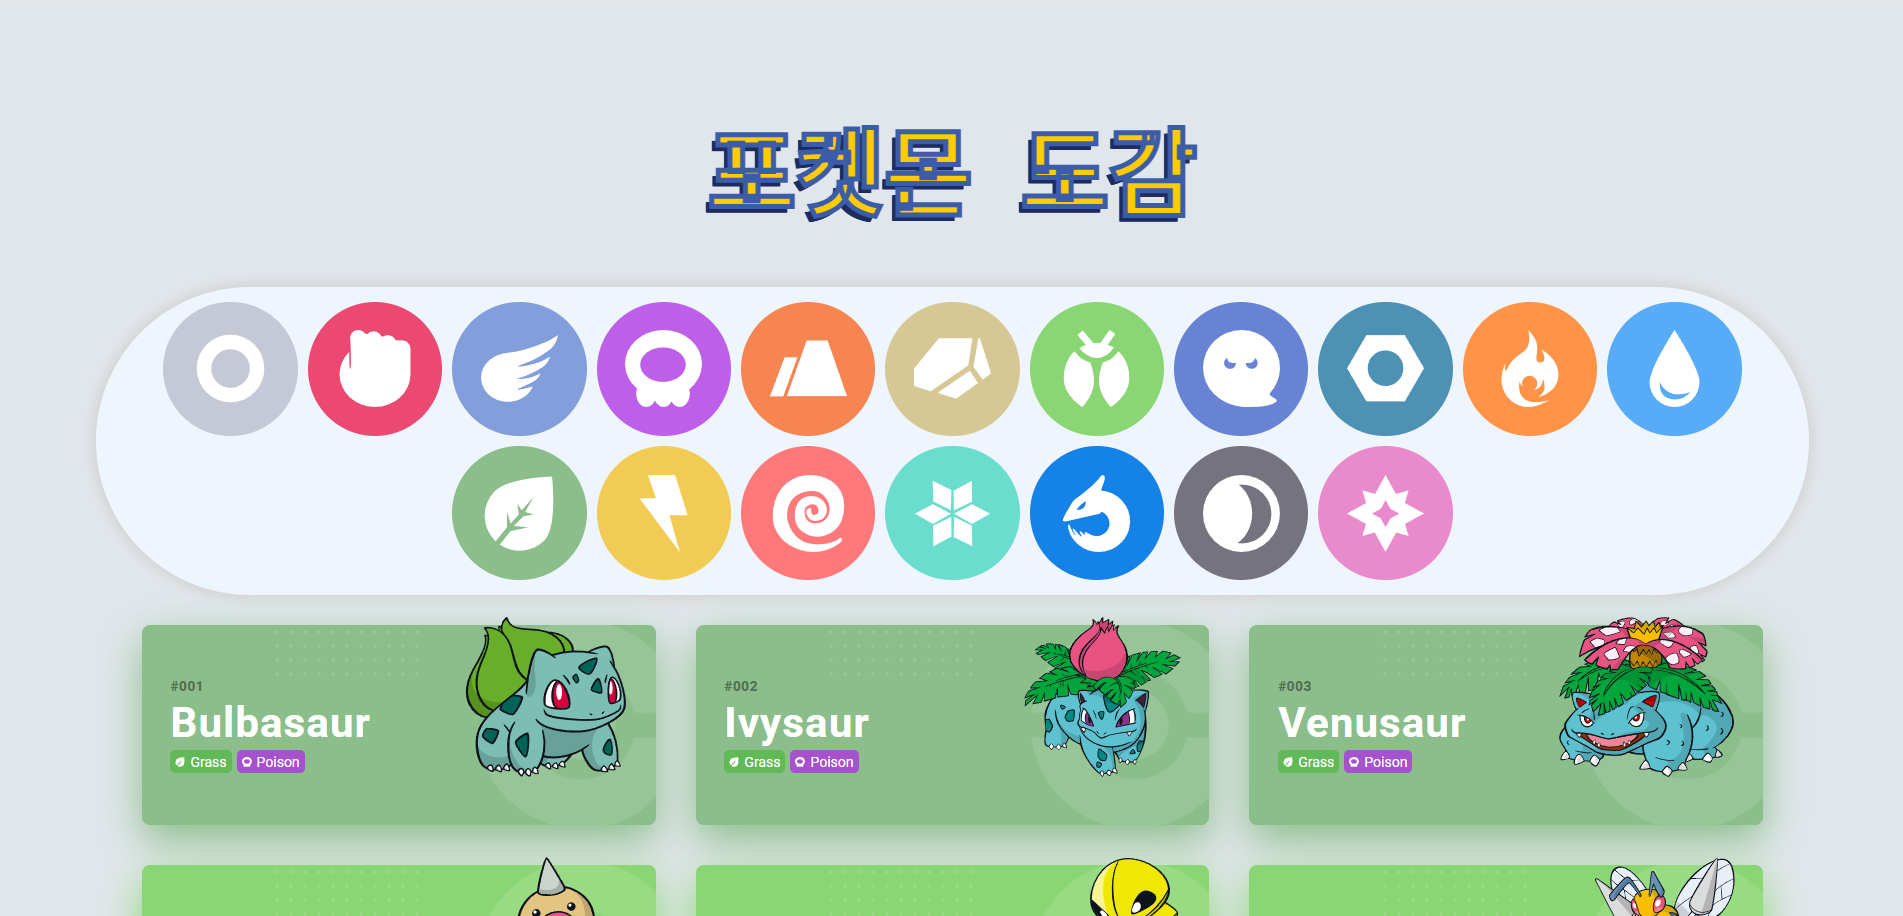 포켓몬 도감
#001
Bulbasaur
Grass Poison
#002
Ivysaur
Grass Poison
#003
Venusaur
Grass Poison